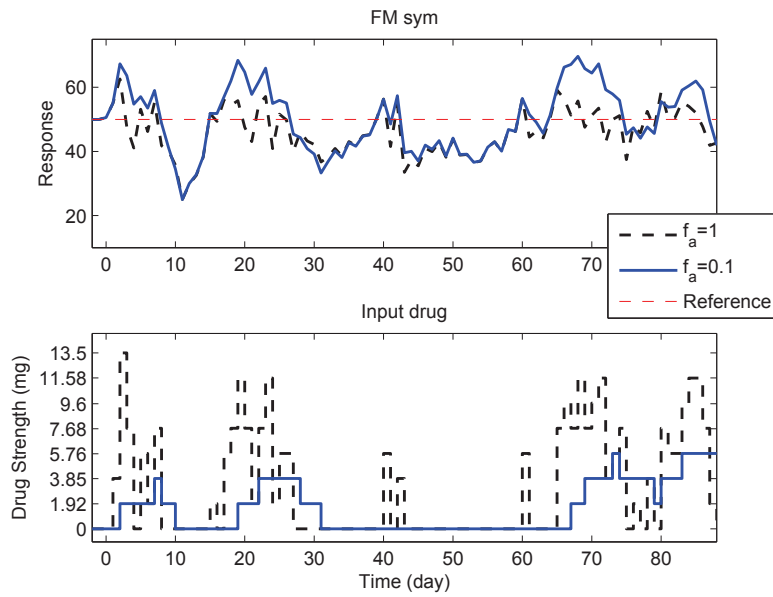 FM sym
Response
60
40
20
0 10 20 30 40 50 60 70
f_a=1
f_a=0.1
Reference
Input drug
Drug Strength (mg)
13.5
11.58
9.6
7.68
5.76
3.85
1.92
0
0 10 20 30 40 50 60 70 80
Time (day)